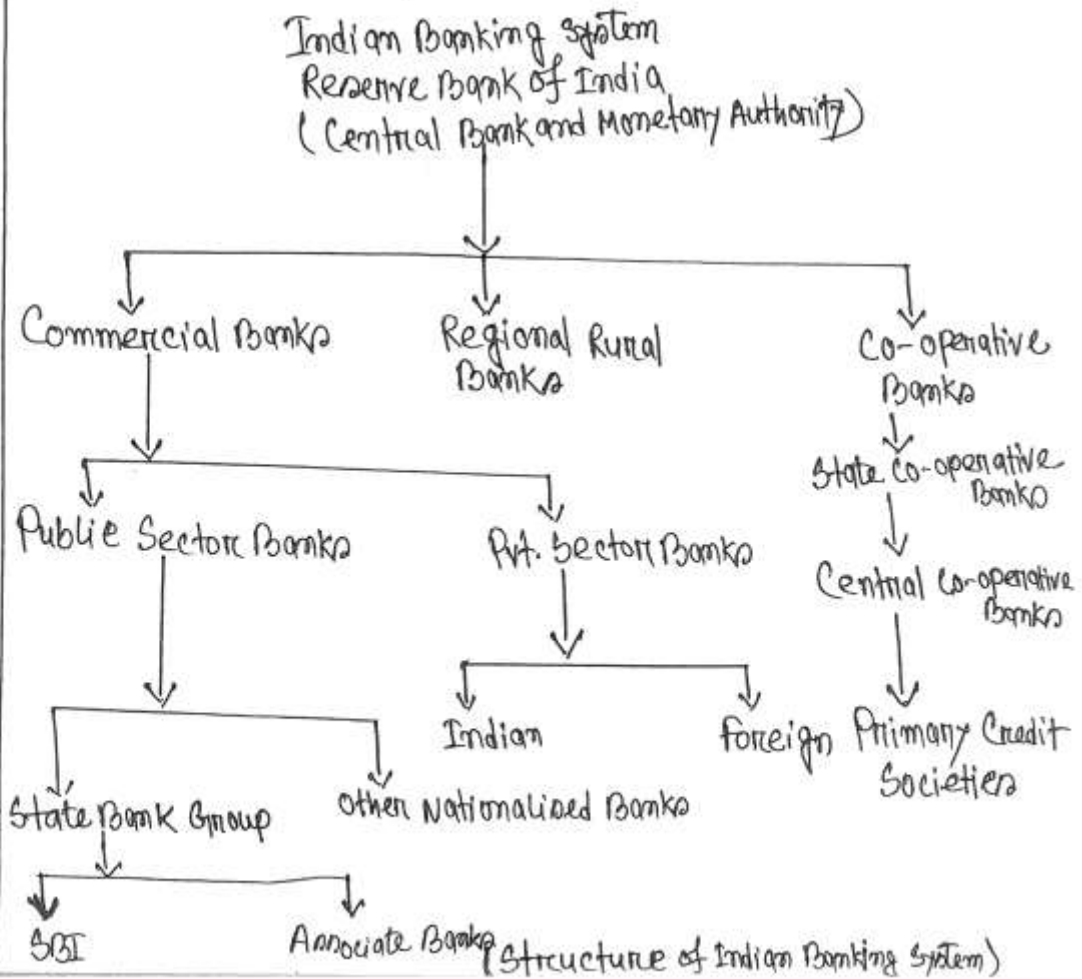 Indian Banking System
Reserve Bank of India
(Central Bank and Monetary Authority)
Commercial Banks
Regional Rural
Banks
Co-operative
Banks
State Co-operative
Banks
Public Sector Banks
Pvt. Sector Banks
Central Co-operative
Banks
Indian
Foreign
Primary Credit
Societies
State Bank Group
Other Nationalised Banks
SBI
Associate Banks
(Structure of Indian Banking System)